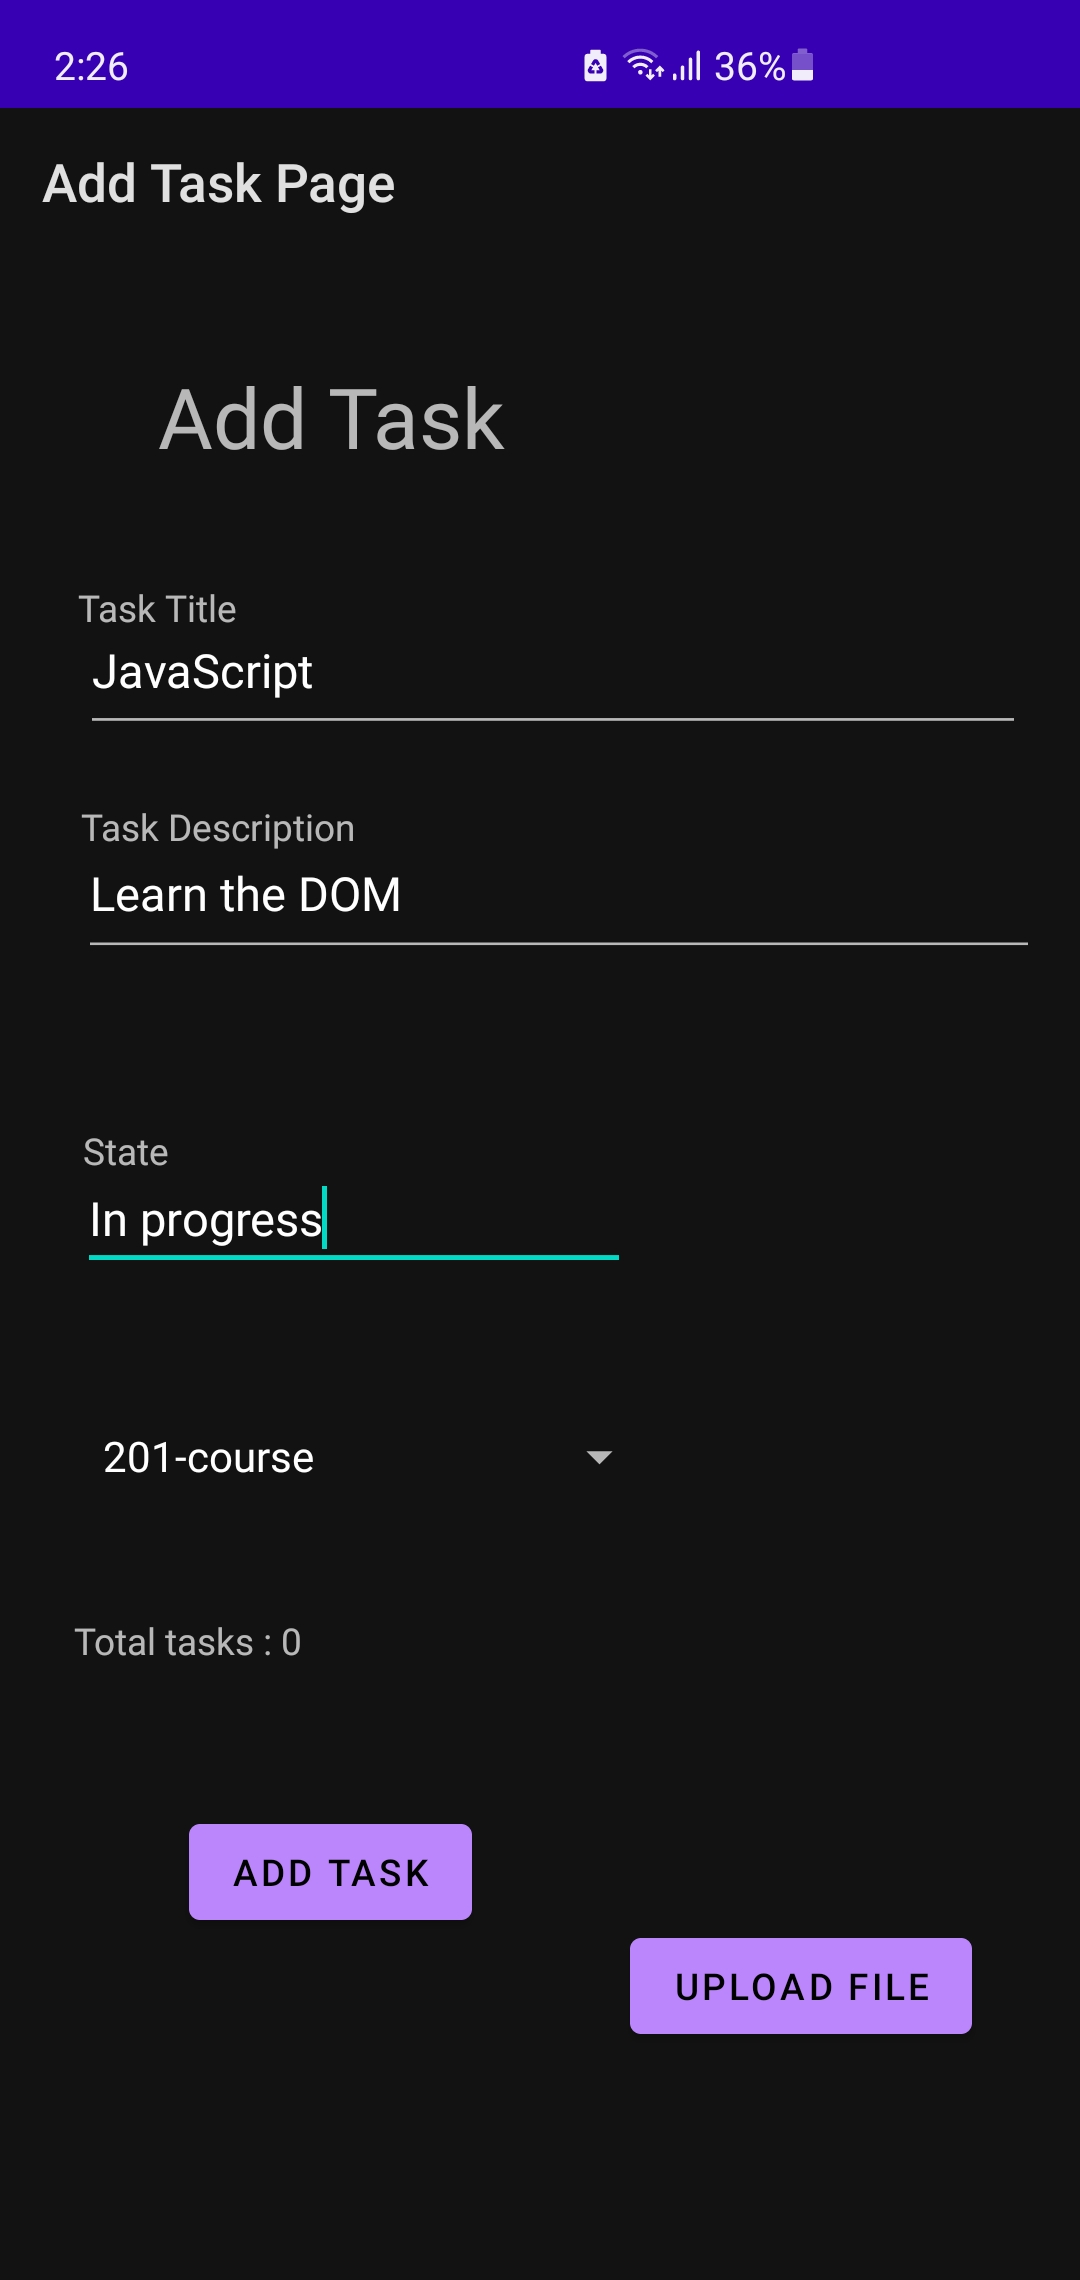 2:26 36%
Add Task Page
Add Task
Task Title
JavaScript
Task Description
Learn the DOM
State
In progress
201-course
Total tasks : 0
ADD TASK
UPLOAD FILE